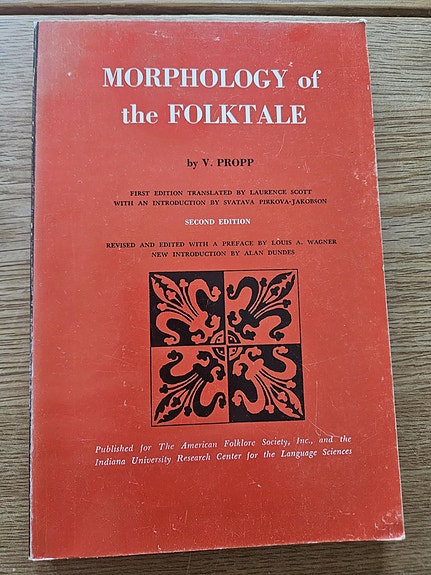 MORPHOLOGY of
the FOLKTALE
by V. PROPP
FIRST EDITION TRANSLATED BY LAURENCE SCOTT
WITH AN INTRODUCTION BY SVATAVA PIRKOVA-JAKOBSON
SECOND EDITION
REVISED AND EDITED WITH A PREFACE BY LOUIS A. WAGNER
NEW INTRODUCTION BY ALAN DUNDES
Published for The American Folklore Society, Inc., and the
Indiana University Research Center for the Language Sciences